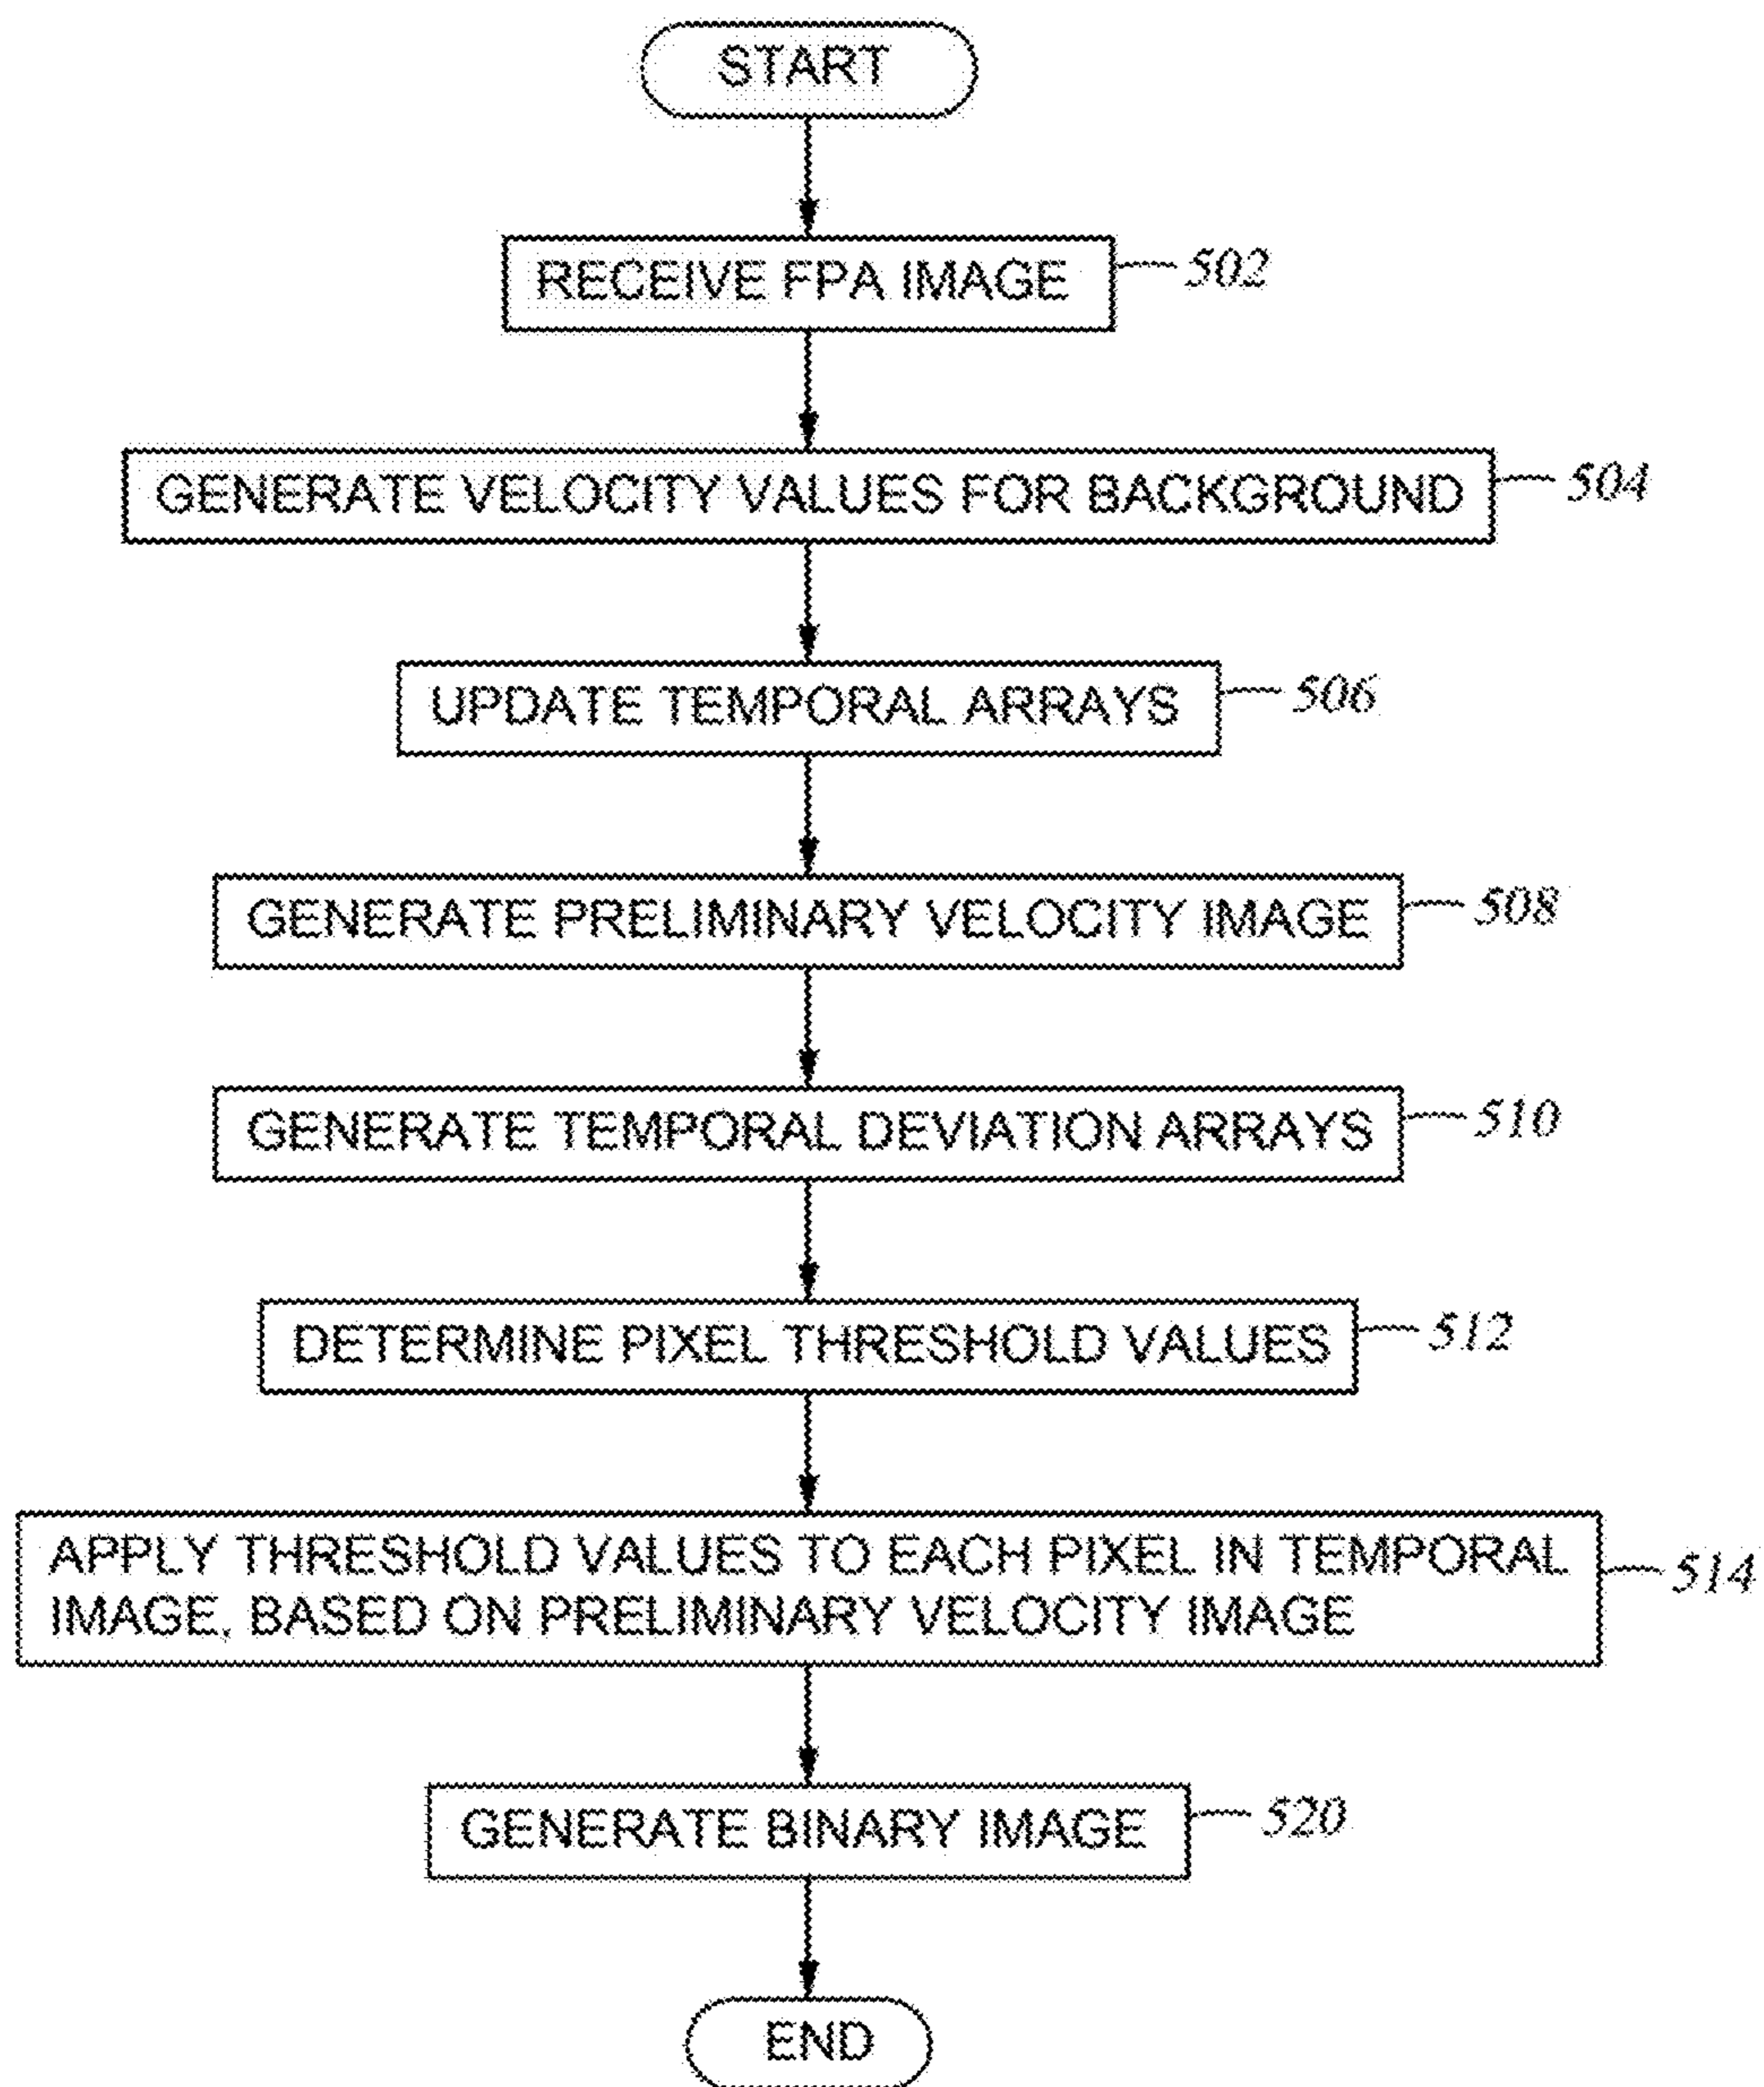 START
RECEIVE FPA IMAGE
502
GENERATE VELOCITY VALUES FOR BACKGROUND
504
UPDATE TEMPORAL ARRAYS
506
GENERATE PRELIMINARY VELOCITY IMAGE
508
GENERATE TEMPORAL DEVIATION ARRAYS
510
DETERMINE PIXEL THRESHOLD VALUES
512
APPLY THRESHOLD VALUES TO EACH PIXEL IN TEMPORAL
IMAGE, BASED ON PRELIMINARY VELOCITY IMAGE
514
GENERATE BINARY IMAGE
520
END